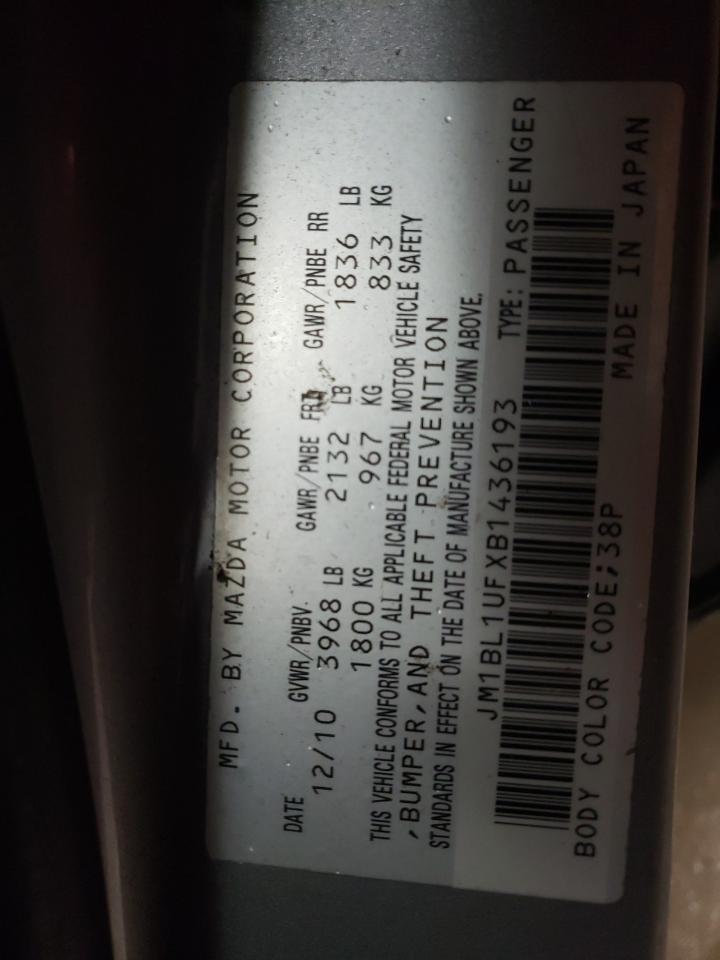 MFD. BY MAZDA MOTOR CORPORATION
DATE GVWR/PNBV. GAWR/PNBE FRT GAWR/PNBE RR
12/10 3968 LB 2132 LB 1836 LB
1800 KG 967 KG 833 KG
THIS VEHICLE CONFORMS TO ALL APPLICABLE FEDERAL MOTOR VEHICLE SAFETY
,BUMPER,AND THEFT PREVENTION
STANDARDS IN EFFECT ON THE DATE OF MANUFACTURE SHOWN ABOVE.
JM1BL1UFXB1436193 TYPE: PASSENGER
BODY COLOR CODE;38P MADE IN JAPAN